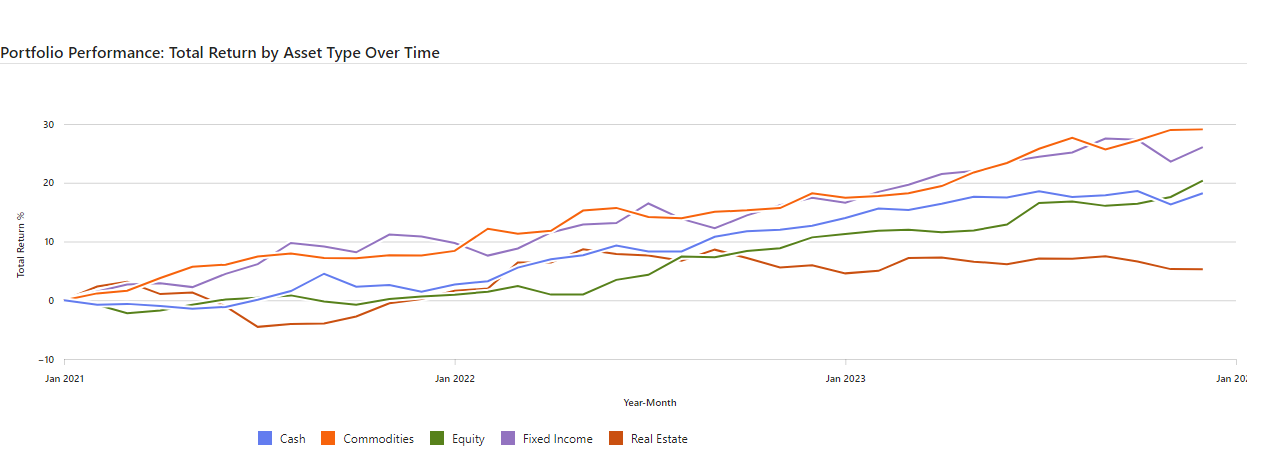 Portfolio Performance: Total Return by Asset Type Over Time
30
20
10
0
−10
Total Return %
Jan 2021 Jan 2022 Jan 2023 Jan 202
Year-Month
Cash Commodities Equity Fixed Income Real Estate